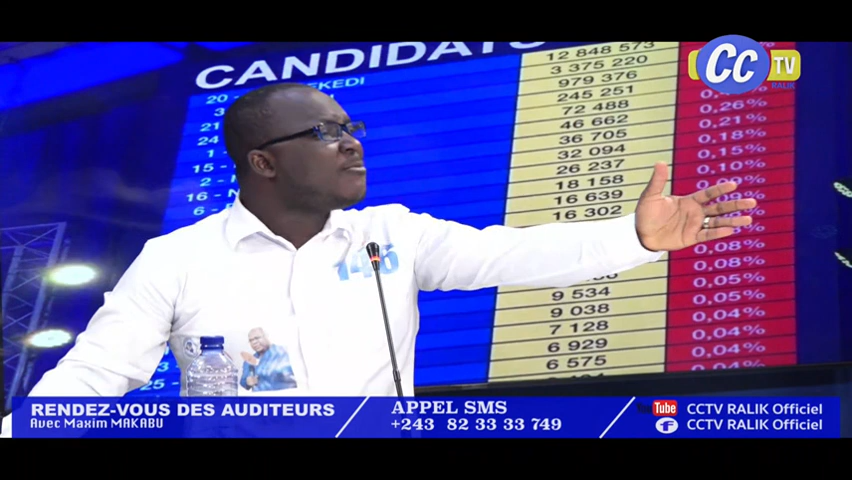 CANDIDATS
CC TV
RALIK
20 -
EKEDI
3
21
24
1 -
15 -
2 -
16 - N
6 -
25 -
12 848 573
3 375 220
979 376
245 251
72 488
46 662
36 705
32 094
26 237
18 158
16 639
16 302
9 534
9 038
7 128
6 929
6 575
0,26%
0,21%
0,18%
0,15%
0,10%
0,08%
0,08%
0,05%
0,05%
0,04%
0,04%
0,04%
146
RENDEZ-VOUS DES AUDITEURS
Avec Maxim MAKABU
APPEL SMS
+243 82 33 33 749
YouTube CCTV RALIK Officiel
f CCTV RALIK Officiel